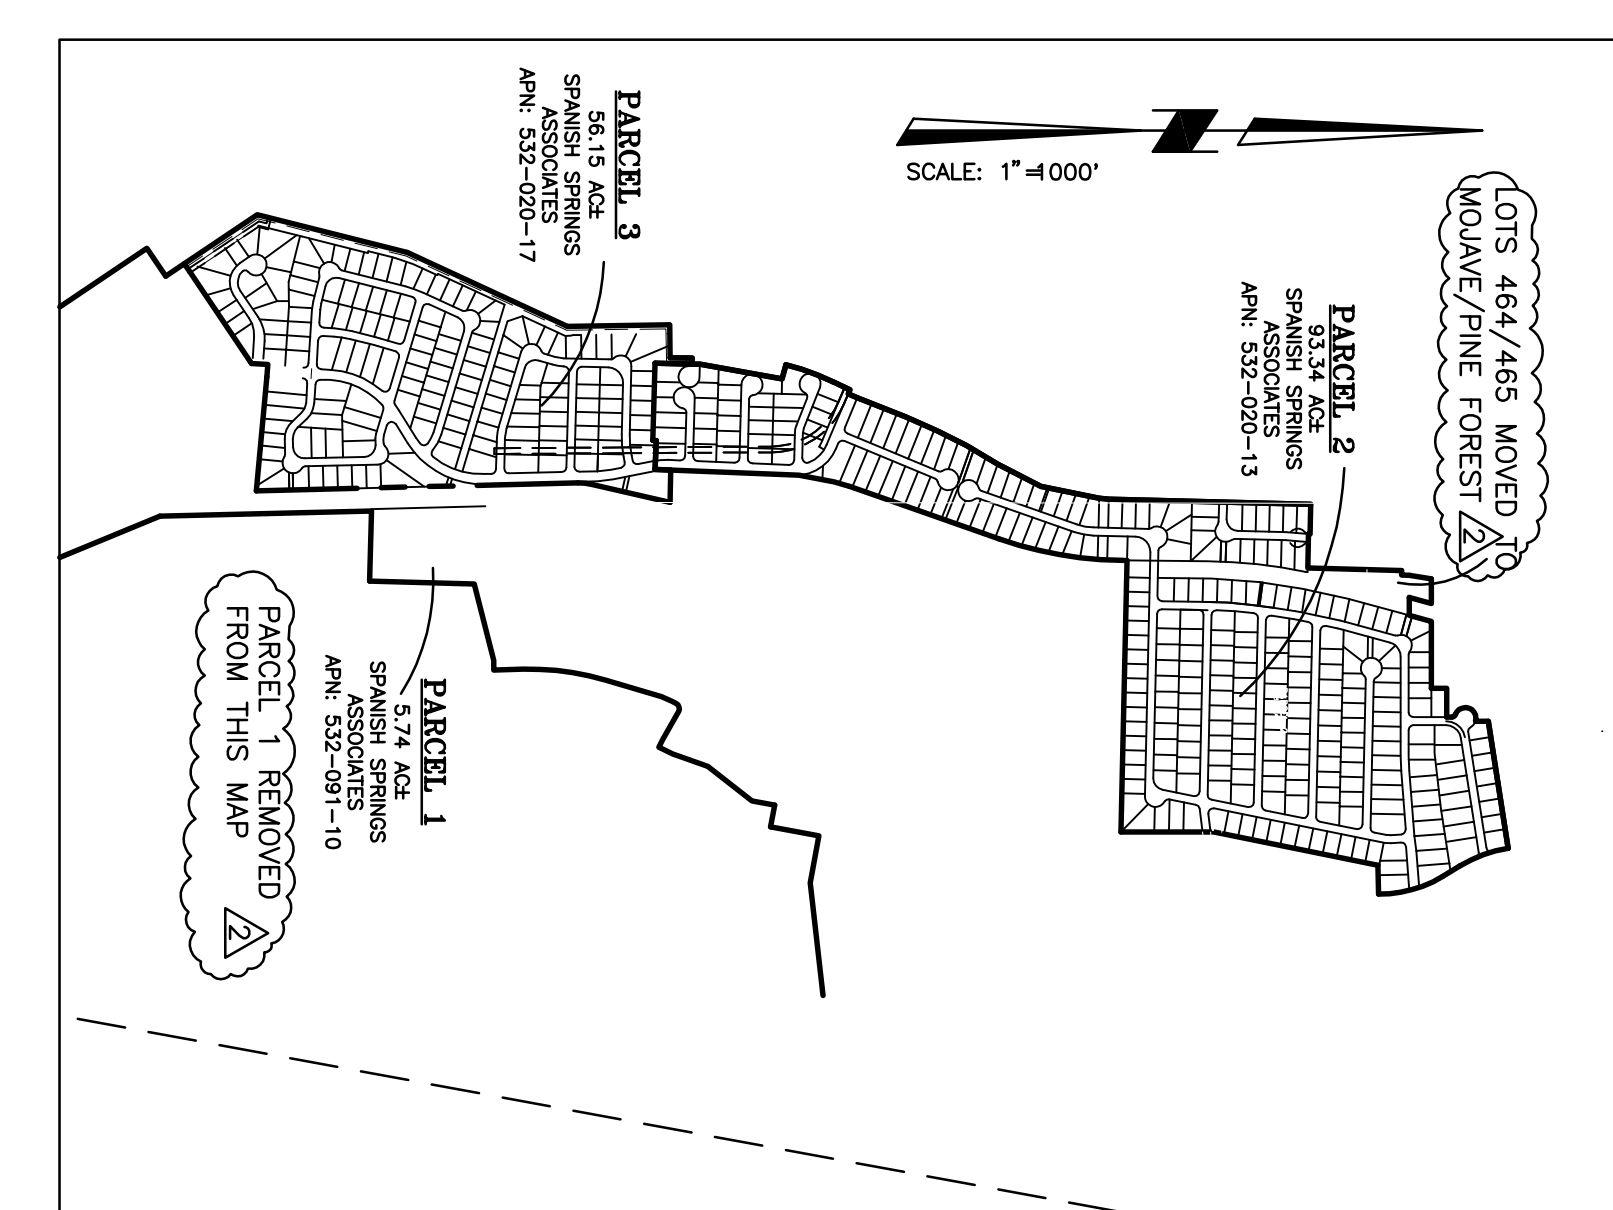 PARCEL 3
56.15 AC±
SPANISH SPRINGS
ASSOCIATES
APN: 532-020-17
SCALE: 1"=1000'
LOTS 464/465 MOVED TO
MOJAVE/PINE FOREST
2
PARCEL 2
93.34 AC±
SPANISH SPRINGS
ASSOCIATES
APN: 532-020-13
PARCEL 1
5.74 AC±
SPANISH SPRINGS
ASSOCIATES
APN: 532-091-10
PARCEL 1 REMOVED
FROM THIS MAP
2